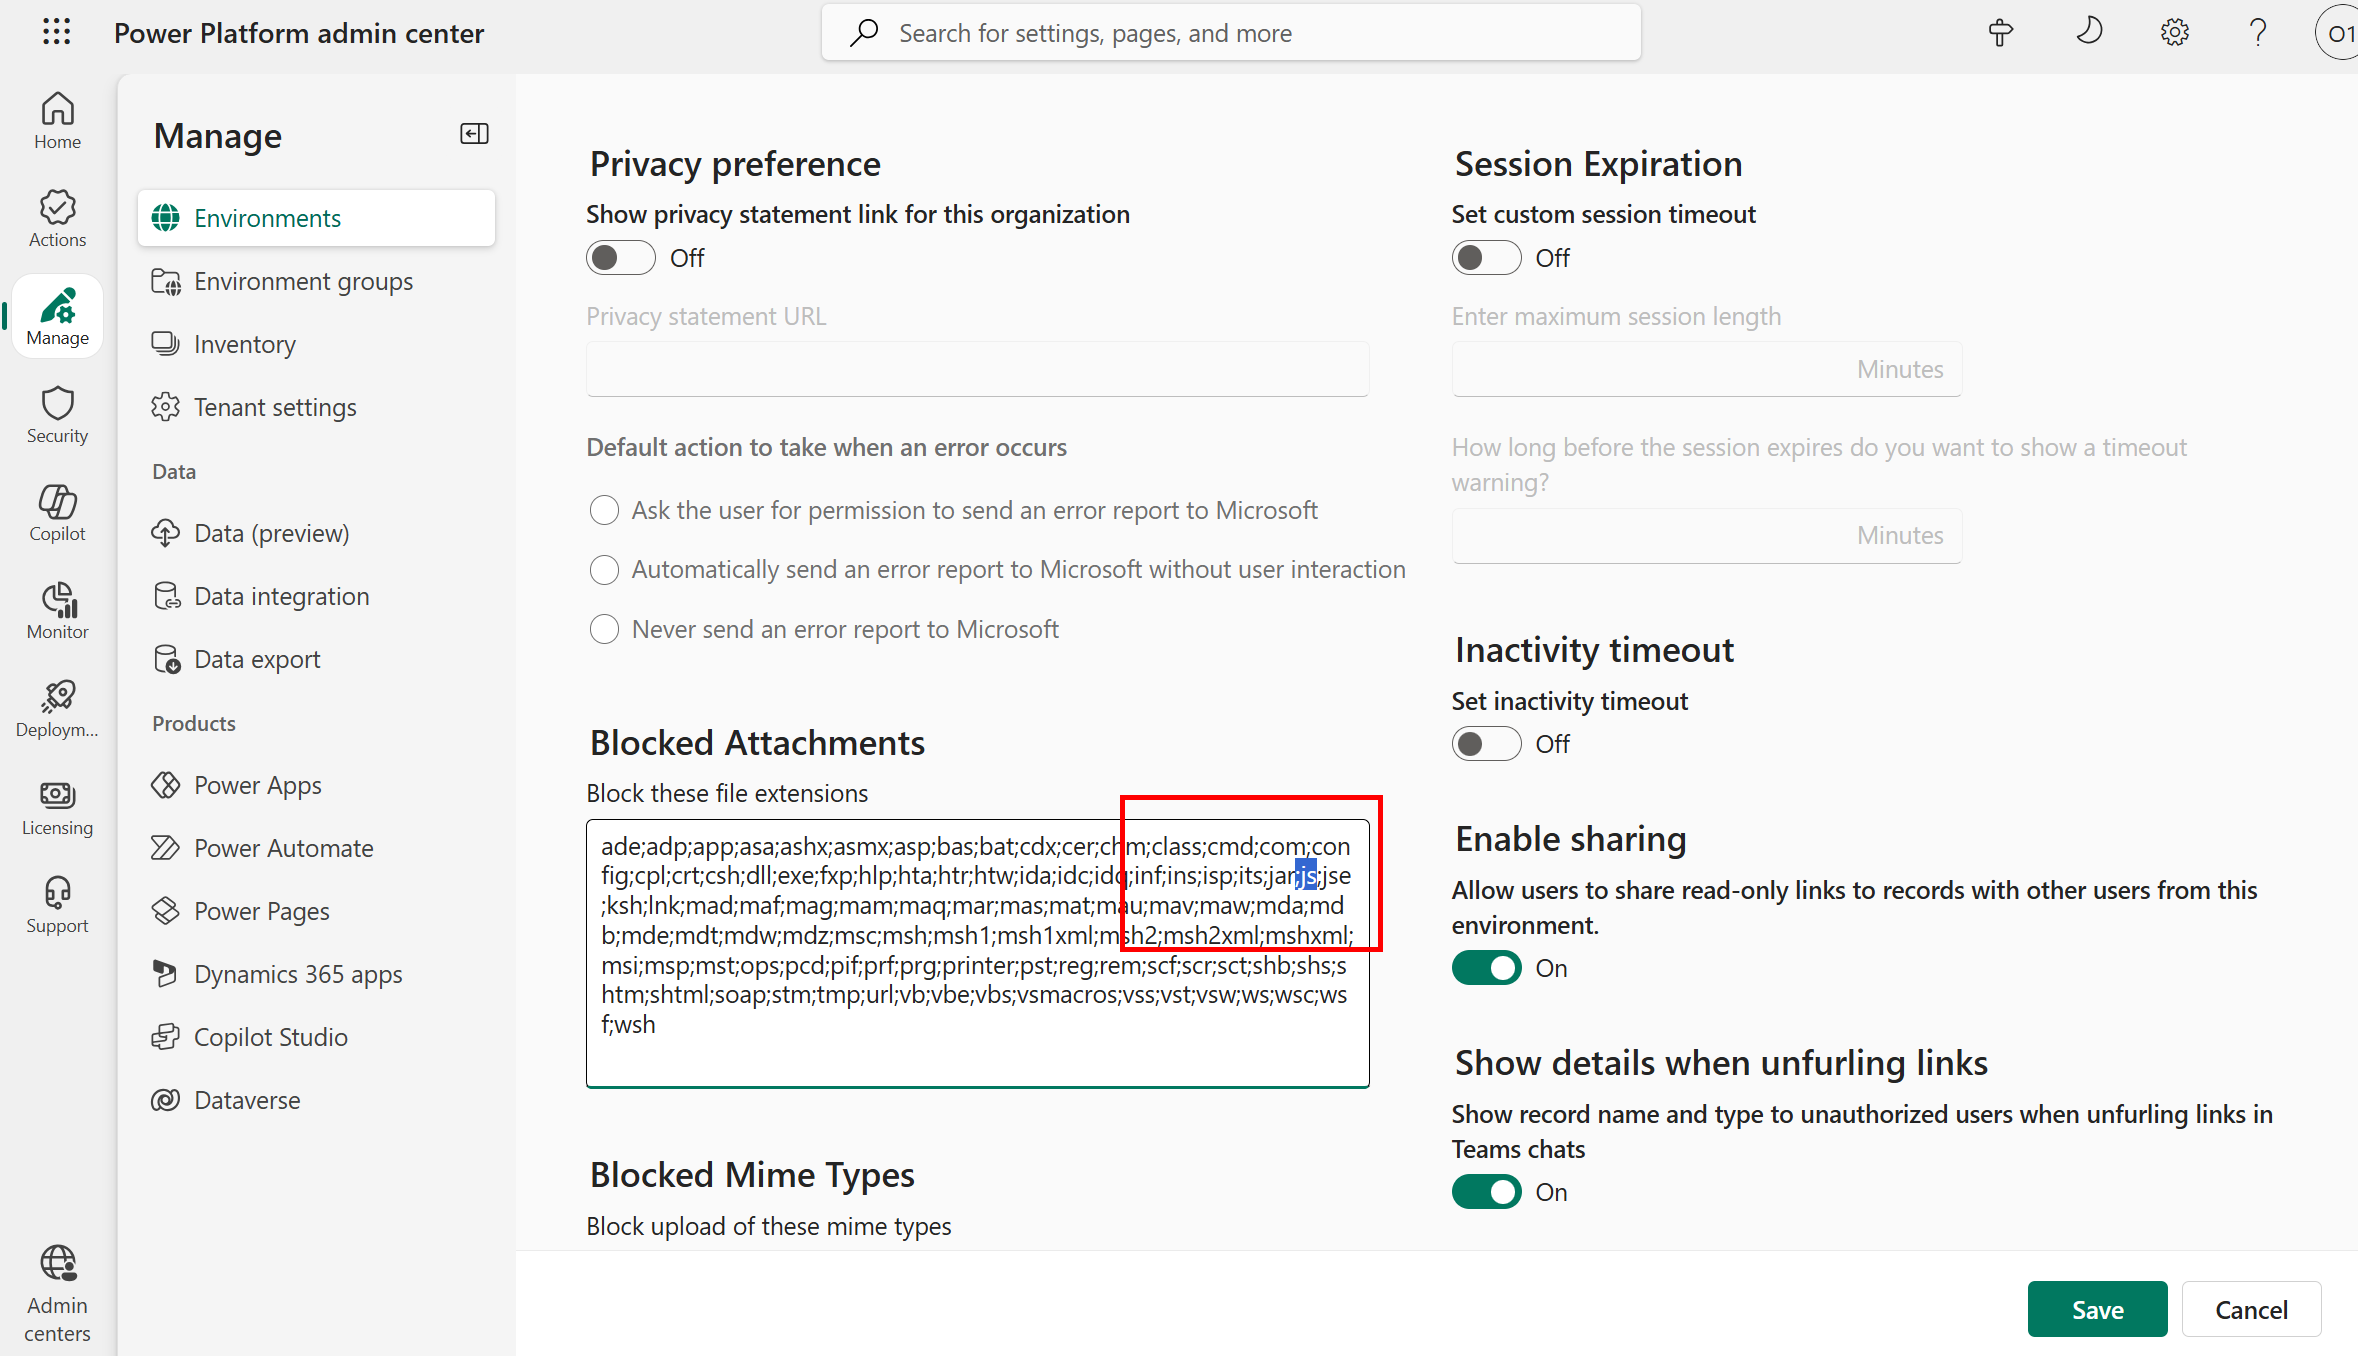 Power Platform admin center
Search for settings, pages, and more
O1
Home
Actions
Manage
Security
Copilot
Monitor
Deploym...
Licensing
Support
Admin
centers
Manage
Environments
Environment groups
Inventory
Tenant settings
Data
Data (preview)
Data integration
Data export
Products
Power Apps
Power Automate
Power Pages
Dynamics 365 apps
Copilot Studio
Dataverse
Privacy preference
Show privacy statement link for this organization
Off
Privacy statement URL
Default action to take when an error occurs
Ask the user for permission to send an error report to Microsoft
Automatically send an error report to Microsoft without user interaction
Never send an error report to Microsoft
Blocked Attachments
Block these file extensions
ade;adp;app;asa;ashx;asmx;asp;bas;bat;cdx;cer;chm;class;cmd;com;con
fig;cpl;crt;csh;dll;exe;fxp;hlp;hta;htr;htw;ida;idc;idq;inf;ins;isp;its;jar;js;jse
;ksh;lnk;mad;maf;mag;mam;maq;mar;mas;mat;mau;mav;maw;mda;md
b;mde;mdt;mdw;mdz;msc;msh;msh1;msh1xml;msh2;msh2xml;mshxml;
msi;msp;mst;ops;pcd;pif;prf;prg;printer;pst;reg;rem;scf;scr;sct;shb;shs;s
htm;shtml;soap;stm;tmp;url;vb;vbe;vbs;vsmacros;vss;vst;vsw;ws;wsc;ws
f;wsh
Blocked Mime Types
Block upload of these mime types
Session Expiration
Set custom session timeout
Off
Enter maximum session length
Minutes
How long before the session expires do you want to show a timeout
warning?
Minutes
Inactivity timeout
Set inactivity timeout
Off
Enable sharing
Allow users to share read-only links to records with other users from this
environment.
On
Show details when unfurling links
Show record name and type to unauthorized users when unfurling links in
Teams chats
On
Save
Cancel